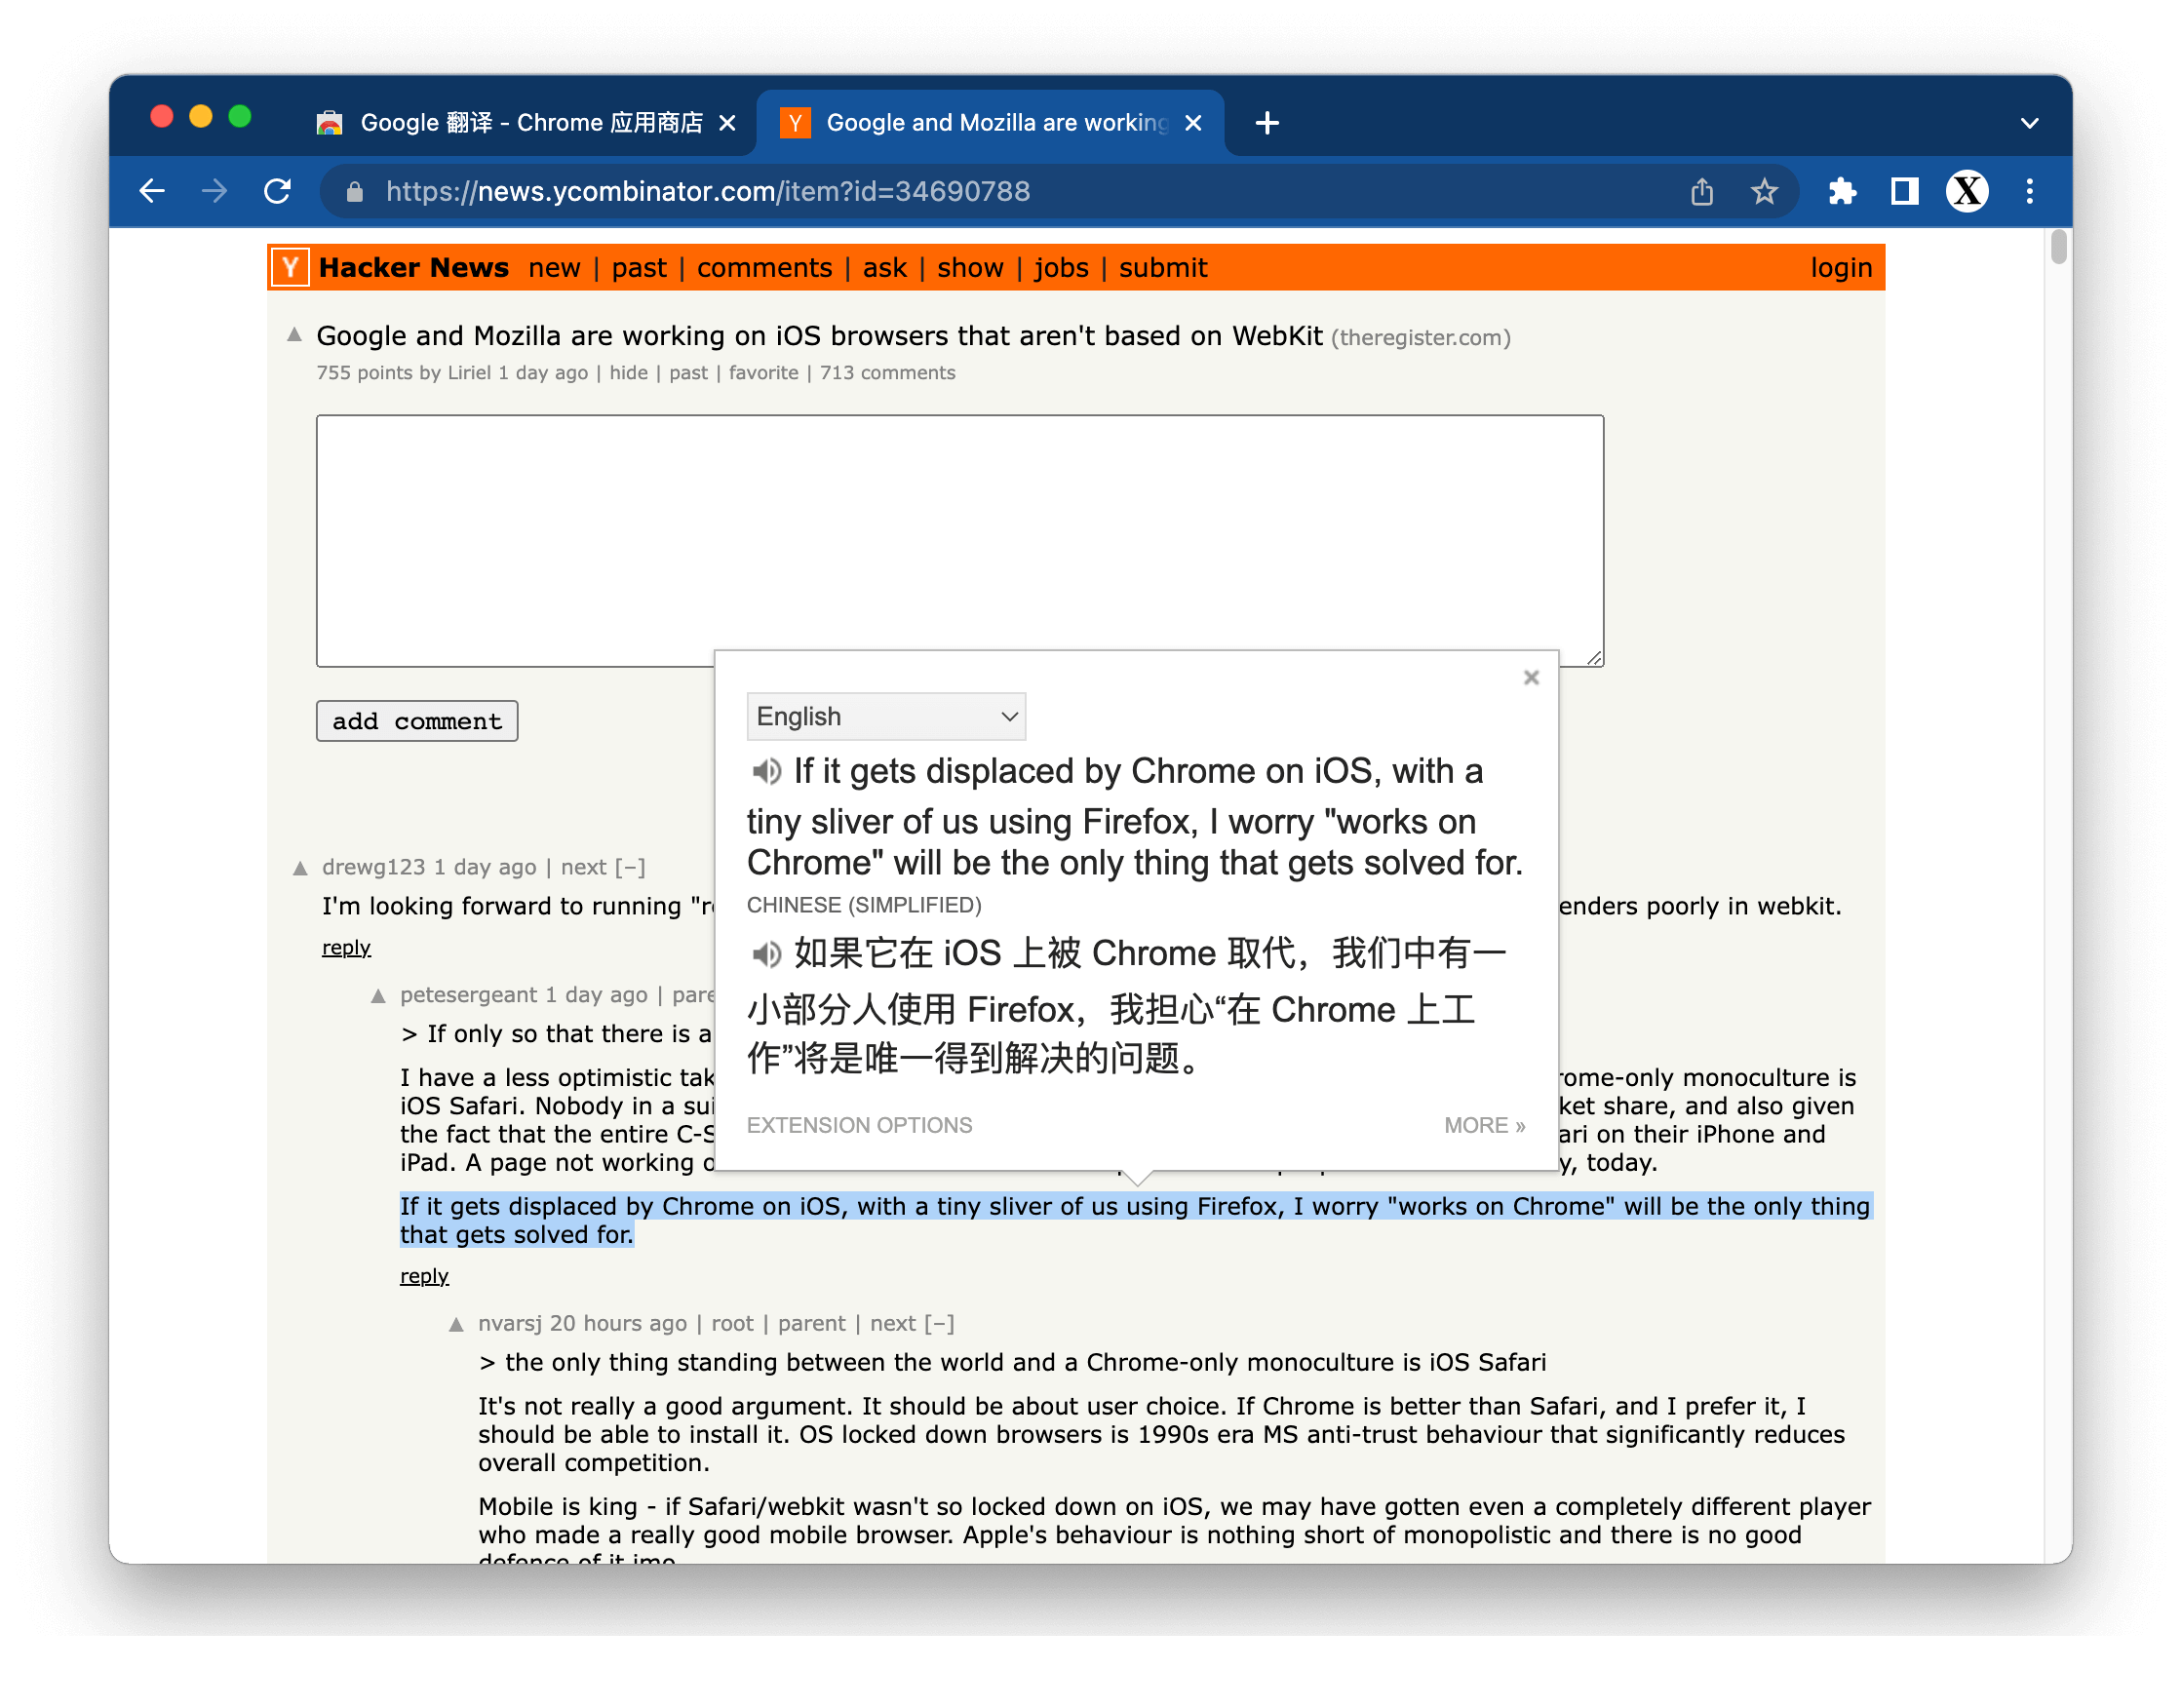 Google 翻译 - Chrome 应用商店
Y Google and Mozilla are working
https://news.ycombinator.com/item?id=34690788
X
Y Hacker News new | past | comments | ask | show | jobs | submit login
Google and Mozilla are working on iOS browsers that aren't based on WebKit (theregister.com)
755 points by Liriel 1 day ago | hide | past | favorite | 713 comments
add comment
English
If it gets displaced by Chrome on iOS, with a
tiny sliver of us using Firefox, I worry "works on
Chrome" will be the only thing that gets solved for.
CHINESE (SIMPLIFIED)
如果它在 iOS 上被 Chrome 取代，我们中有一
小部分人使用 Firefox，我担心“在 Chrome 上工
作”将是唯一得到解决的问题。
EXTENSION OPTIONS MORE »
drewg123 1 day ago | next [–]
I'm looking forward to running "r enders poorly in webkit.
reply
petesergeant 1 day ago | pare
> If only so that there is a
I have a less optimistic tak rome-only monoculture is
iOS Safari. Nobody in a sui ket share, and also given
the fact that the entire C-S ari on their iPhone and
iPad. A page not working o y, today.
If it gets displaced by Chrome on iOS, with a tiny sliver of us using Firefox, I worry "works on Chrome" will be the only thing
that gets solved for.
reply
nvarsj 20 hours ago | root | parent | next [–]
> the only thing standing between the world and a Chrome-only monoculture is iOS Safari
It's not really a good argument. It should be about user choice. If Chrome is better than Safari, and I prefer it, I
should be able to install it. OS locked down browsers is 1990s era MS anti-trust behaviour that significantly reduces
overall competition.
Mobile is king - if Safari/webkit wasn't so locked down on iOS, we may have gotten even a completely different player
who made a really good mobile browser. Apple's behaviour is nothing short of monopolistic and there is no good
defence of it imo